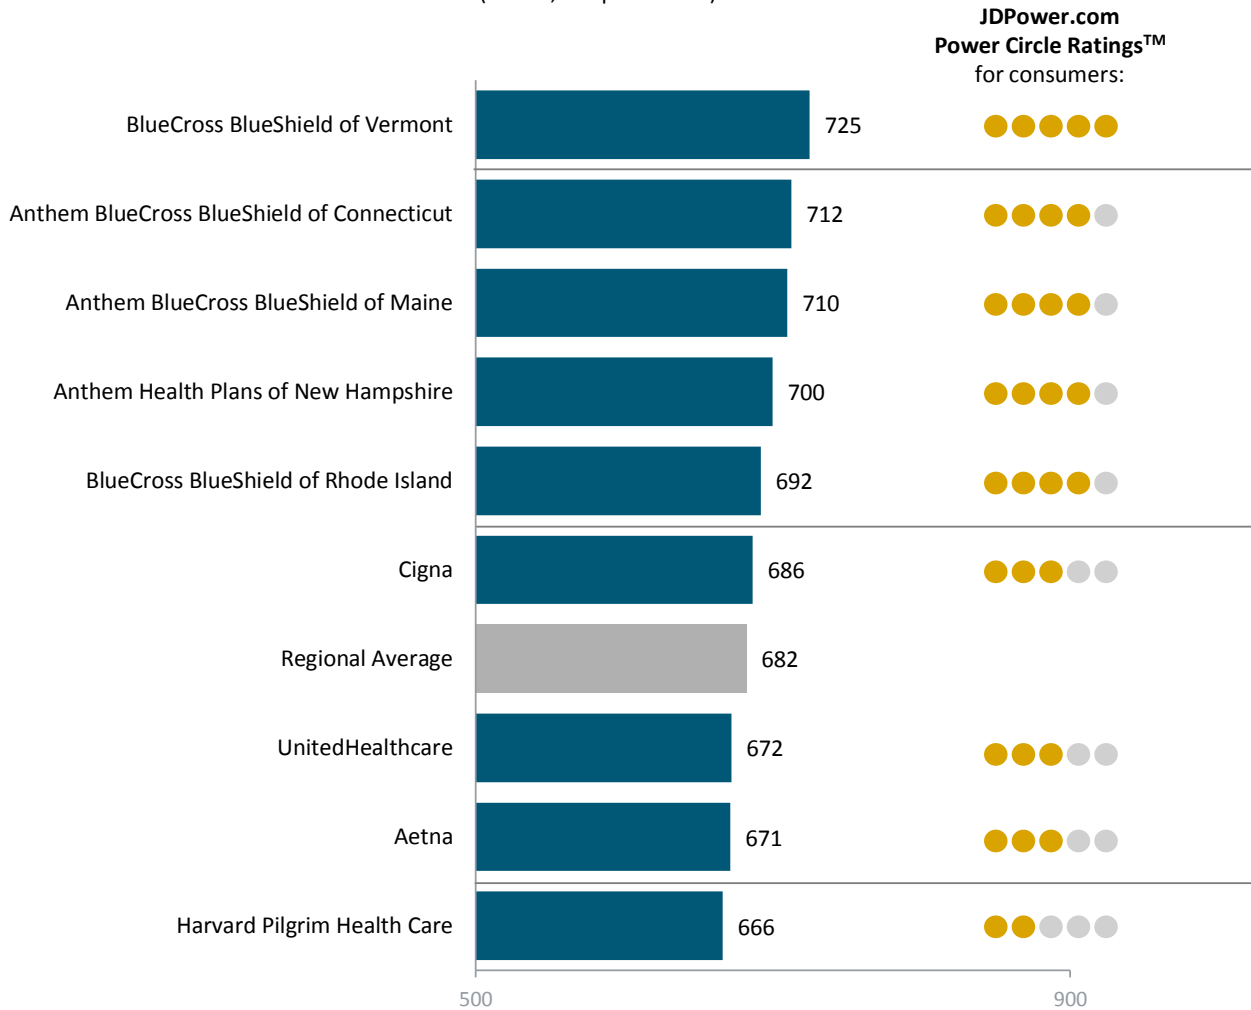 JDPower.com
Power Circle Ratings™
for consumers:
BlueCross BlueShield of Vermont 725
Anthem BlueCross BlueShield of Connecticut 712
Anthem BlueCross BlueShield of Maine 710
Anthem Health Plans of New Hampshire 700
BlueCross BlueShield of Rhode Island 692
Cigna 686
Regional Average 682
UnitedHealthcare 672
Aetna 671
Harvard Pilgrim Health Care 666
500 900